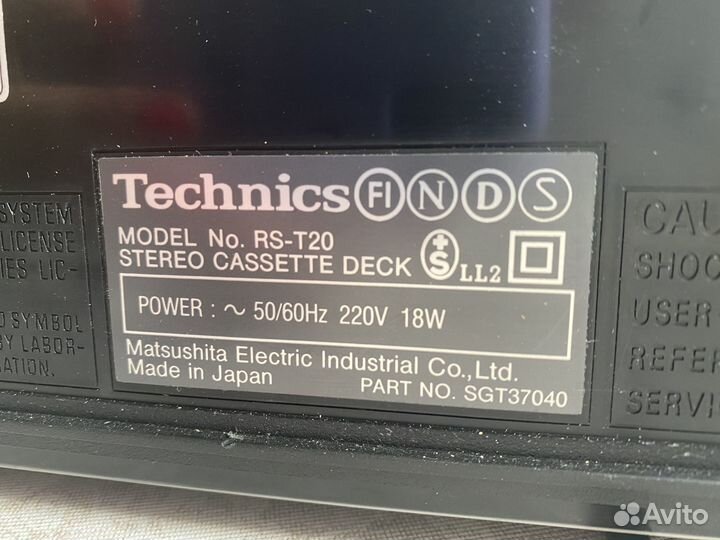 Technics FI N D S
MODEL No. RS-T20
STEREO CASSETTE DECK S LL2
POWER : ~ 50/60Hz 220V 18W
Matsushita Electric Industrial Co.,Ltd.
Made in Japan PART NO. SGT37040
SYSTEM
LICENSE
IES LIC-
SYMBOL
BY LABOR-
ATION.
CAU
SHOC
USER
REFER
SERVI
Avito